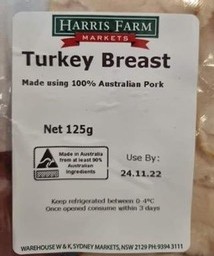 HARRIS FARM
MARKETS
Turkey Breast
Made using 100% Australian Pork
Net 125g
Made in Australia
from at least 90%
Australian
ingredients
Use By:
24.11.22
Keep refrigerated between 0-4°C
Once opened consume within 3 days
WAREHOUSE W & K, SYDNEY MARKETS, NSW 2129 PH: 9394 3111